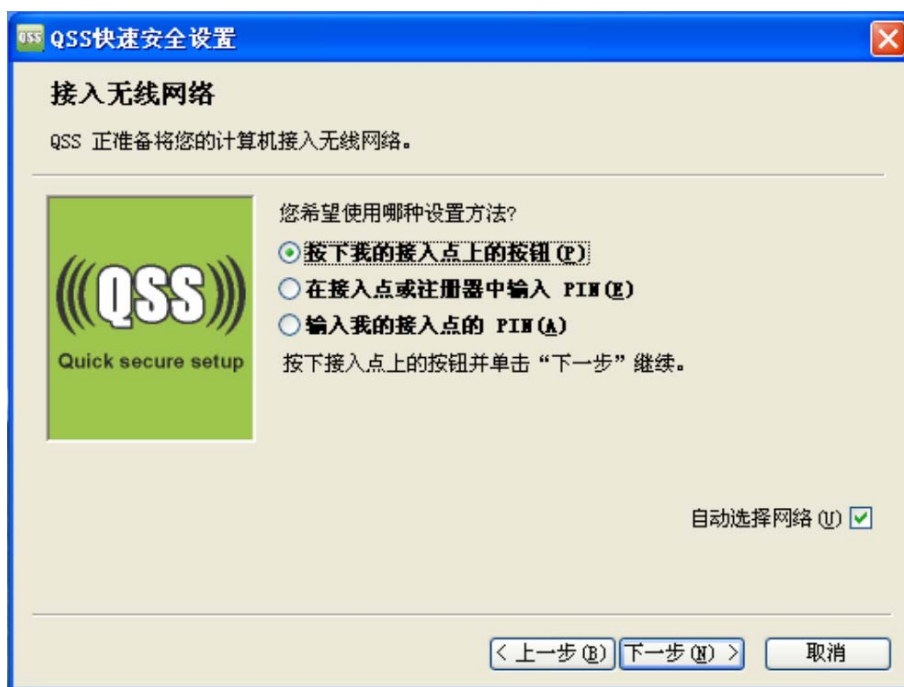 QSS QSS快速安全设置
接入无线网络
QSS 正准备将您的计算机接入无线网络。
(((QSS)))
Quick secure setup
您希望使用哪种设置方法?
按下我的接入点上的按钮(P)
在接入点或注册器中输入 PIN(E)
输入我的接入点的 PIN(A)
按下接入点上的按钮并单击“下一步”继续。
自动选择网络(U)
< 上一步(B) 下一步(N) > 取消